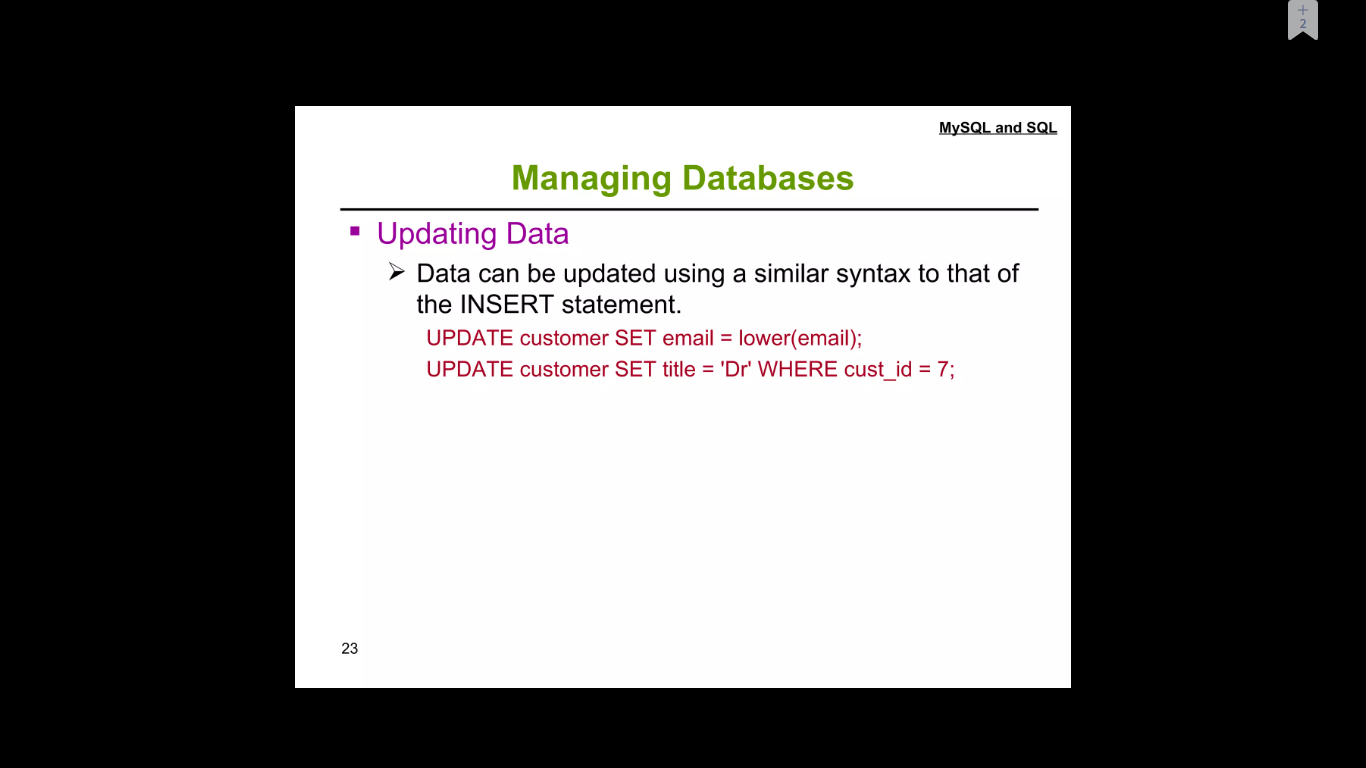 +
2
MySQL and SQL
Managing Databases
Updating Data
Data can be updated using a similar syntax to that of
the INSERT statement.
UPDATE customer SET email = lower(email);
UPDATE customer SET title = 'Dr' WHERE cust_id = 7;
23